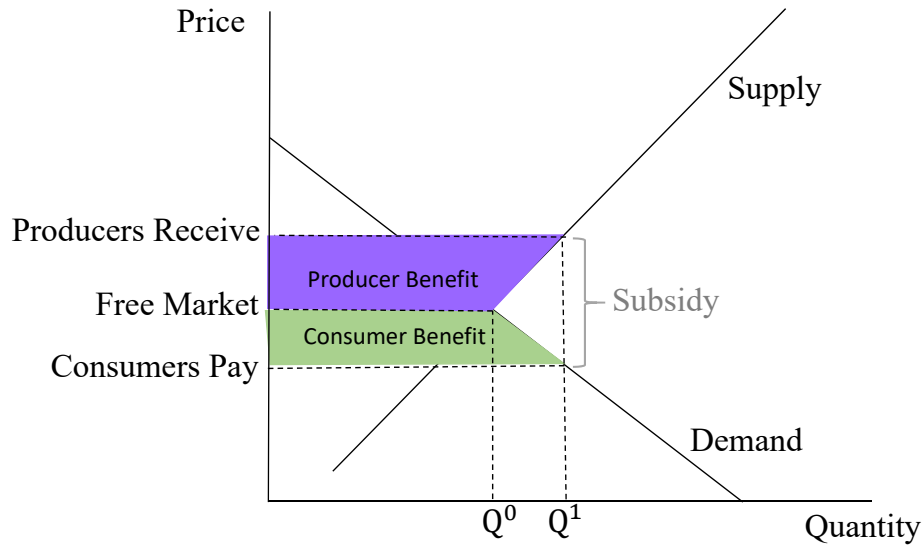 Price
Supply
Producers Receive
Producer Benefit
Free Market
Subsidy
Consumer Benefit
Consumers Pay
Demand
Q⁰
Q¹
Quantity